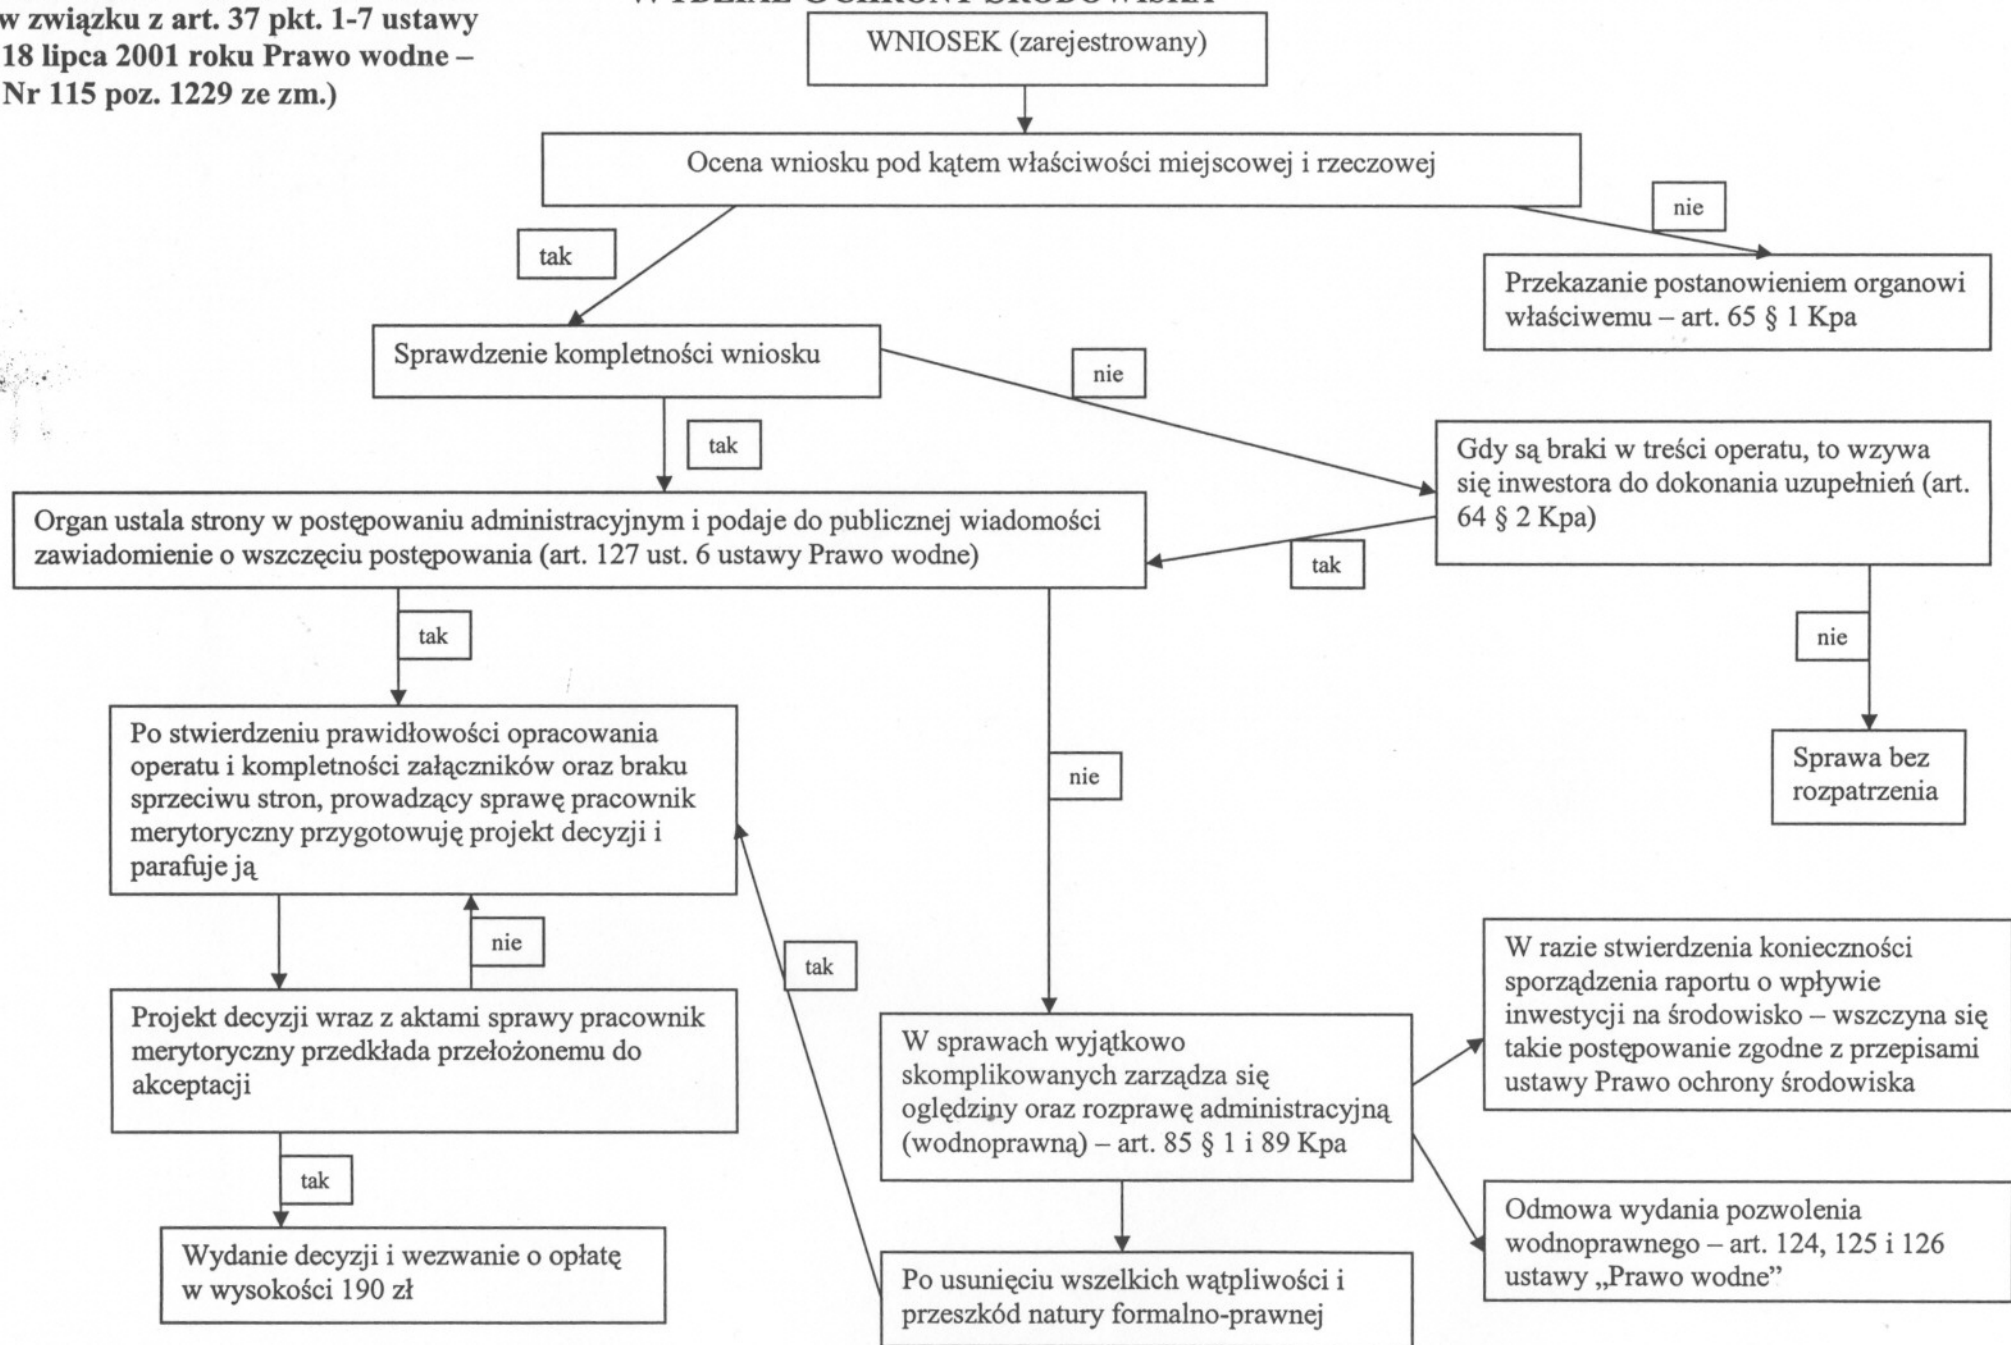 w związku z art. 37 pkt. 1-7 ustawy
18 lipca 2001 roku Prawo wodne –
Nr 115 poz. 1229 ze zm.)
WYDZIAŁ OCHRONY ŚRODOWISKA
WNIOSEK (zarejestrowany)
Ocena wniosku pod kątem właściwości miejscowej i rzeczowej
nie
tak
Przekazanie postanowieniem organowi
właściwemu – art. 65 § 1 Kpa
Sprawdzenie kompletności wniosku
nie
tak
Gdy są braki w treści operatu, to wzywa
się inwestora do dokonania uzupełnień (art.
64 § 2 Kpa)
Organ ustala strony w postępowaniu administracyjnym i podaje do publicznej wiadomości
zawiadomienie o wszczęciu postępowania (art. 127 ust. 6 ustawy Prawo wodne)
tak
tak
nie
Po stwierdzeniu prawidłowości opracowania
operatu i kompletności załączników oraz braku
sprzeciwu stron, prowadzący sprawę pracownik
merytoryczny przygotowuję projekt decyzji i
parafuje ją
nie
Sprawa bez
rozpatrzenia
nie
tak
Projekt decyzji wraz z aktami sprawy pracownik
merytoryczny przedkłada przełożonemu do
akceptacji
W sprawach wyjątkowo
skomplikowanych zarządza się
oględziny oraz rozprawę administracyjną
(wodnoprawną) – art. 85 § 1 i 89 Kpa
W razie stwierdzenia konieczności
sporządzenia raportu o wpływie
inwestycji na środowisko – wszczyna się
takie postępowanie zgodne z przepisami
ustawy Prawo ochrony środowiska
tak
Wydanie decyzji i wezwanie o opłatę
w wysokości 190 zł
Po usunięciu wszelkich wątpliwości i
przeszkód natury formalno-prawnej
Odmowa wydania pozwolenia
wodnoprawnego – art. 124, 125 i 126
ustawy „Prawo wodne”